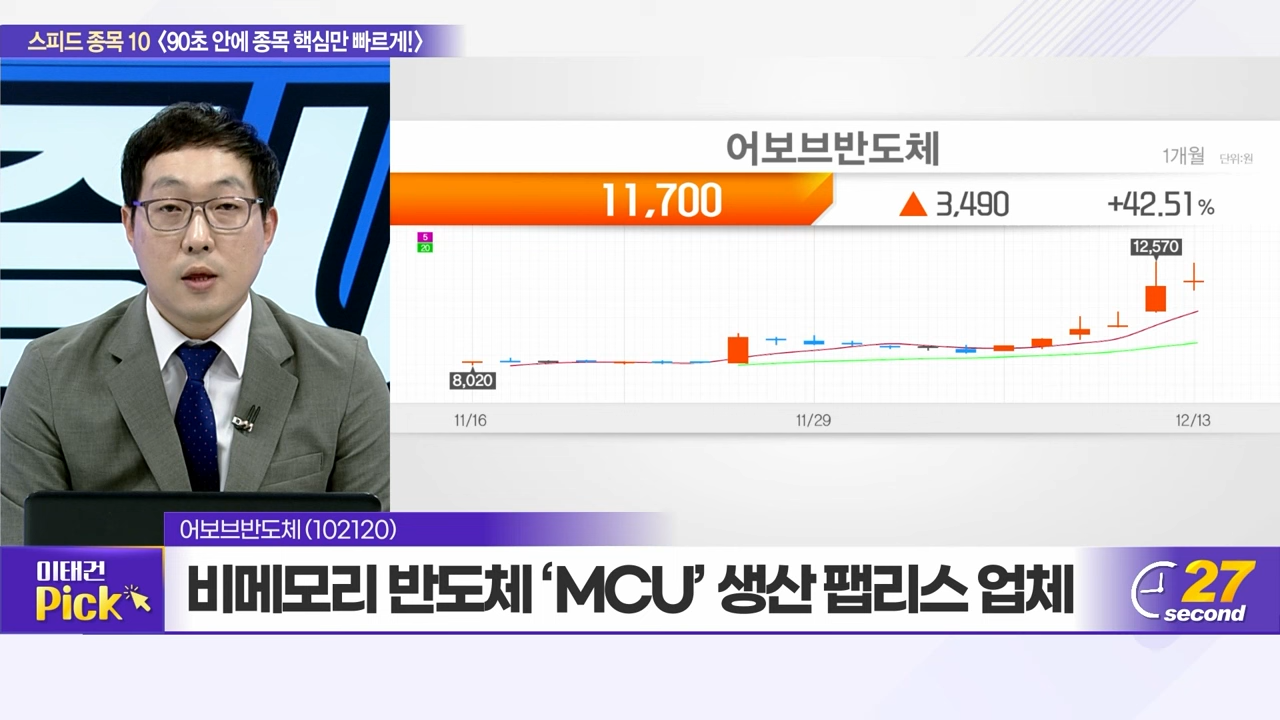 스피드 종목 10 〈90초 안에 종목 핵심만 빠르게!〉
어보브반도체
1개월 단위:원
11,700 ▲ 3,490 +42.51%
5
20
12,570
8,020
11/16 11/29 12/13
어보브반도체(102120)
이태건
Pick
비메모리 반도체 ‘MCU’ 생산 팹리스 업체
27
second